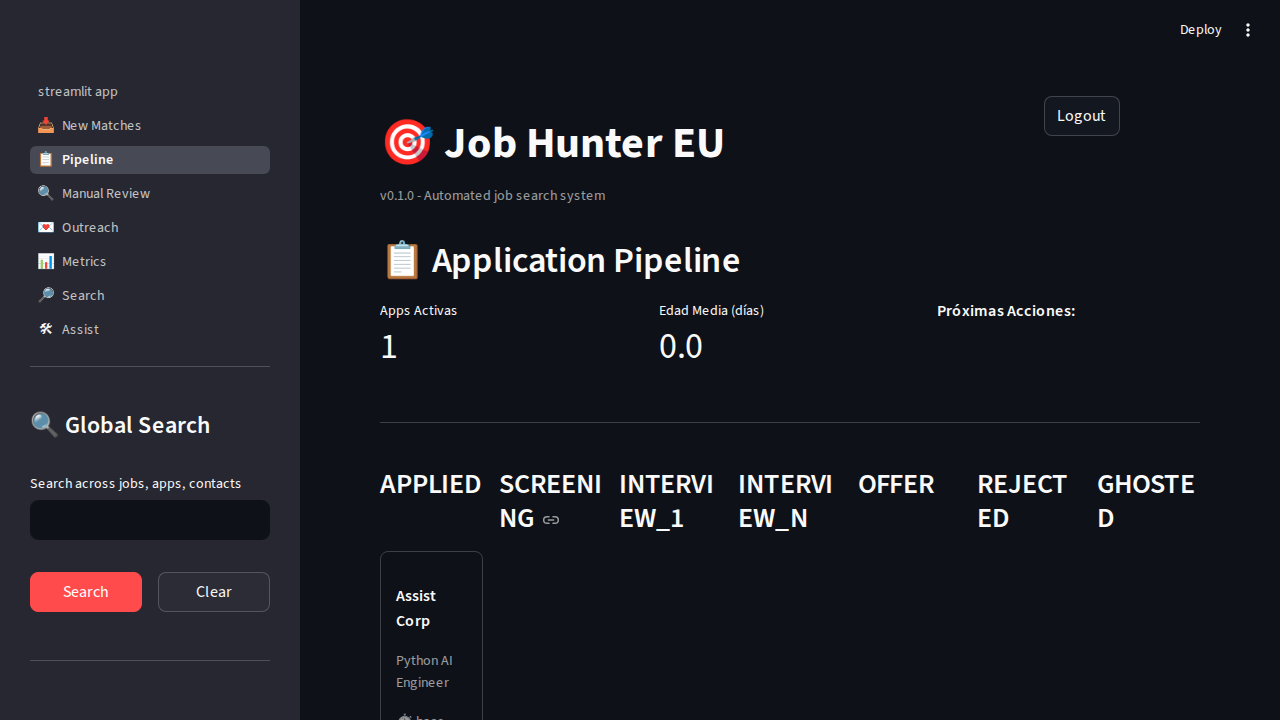 Deploy
streamlit app
📥 New Matches
📋 Pipeline
🔍 Manual Review
💌 Outreach
📊 Metrics
🔎 Search
🛠 Assist
🔍 Global Search
Search across jobs, apps, contacts
Search
Clear
Logout
🎯 Job Hunter EU
v0.1.0 - Automated job search system
📋 Application Pipeline
Apps Activas
1
Edad Media (días)
0.0
Próximas Acciones:
APPLIED
SCREENI
NG
INTERVI
EW_1
INTERVI
EW_N
OFFER
REJECT
ED
GHOSTE
D
Assist
Corp
Python AI
Engineer